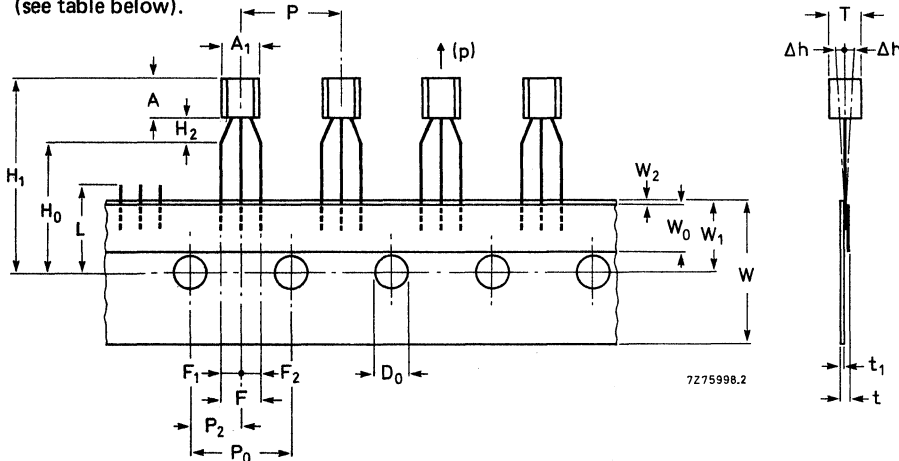 (see table below).
P
A₁
(p)
T
Δh
Δh
A
H₂
H₁
H₀
L
W₂
W₀
W₁
W
F₁
F₂
F
D₀
P₂
P₀
7Z75998.2
t₁
t